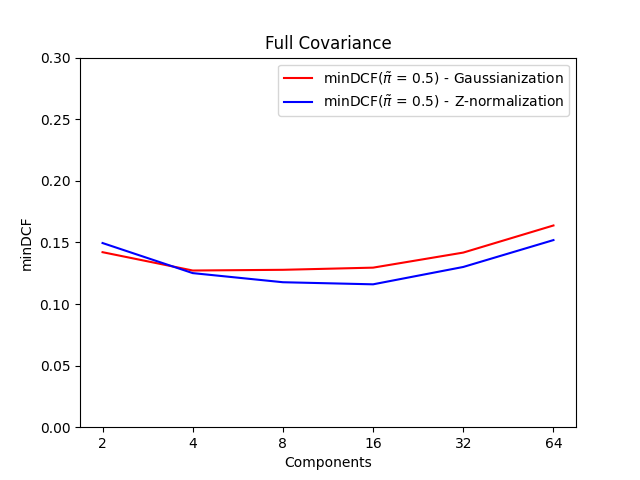 Full Covariance
minDCF(π̃ = 0.5) - Gaussianization
minDCF(π̃ = 0.5) - Z-normalization
0.30
0.25
0.20
0.15
0.10
0.05
0.00
minDCF
2 4 8 16 32 64
Components